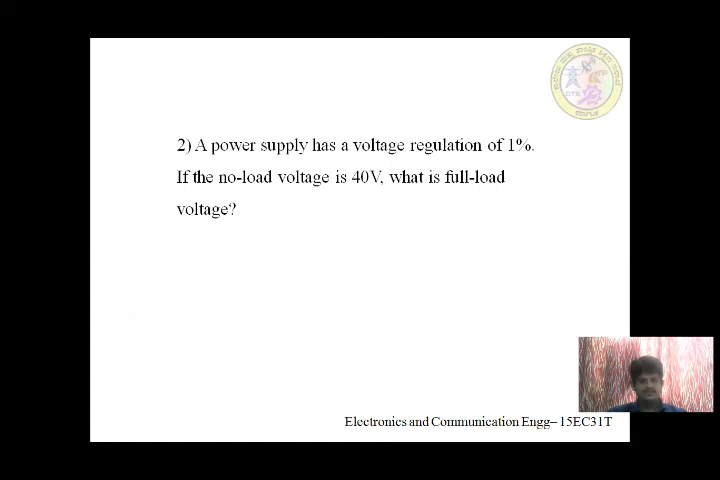 2) A power supply has a voltage regulation of 1%.
If the no-load voltage is 40V, what is full-load
voltage?
DTE
Electronics and Communication Engg– 15EC31T